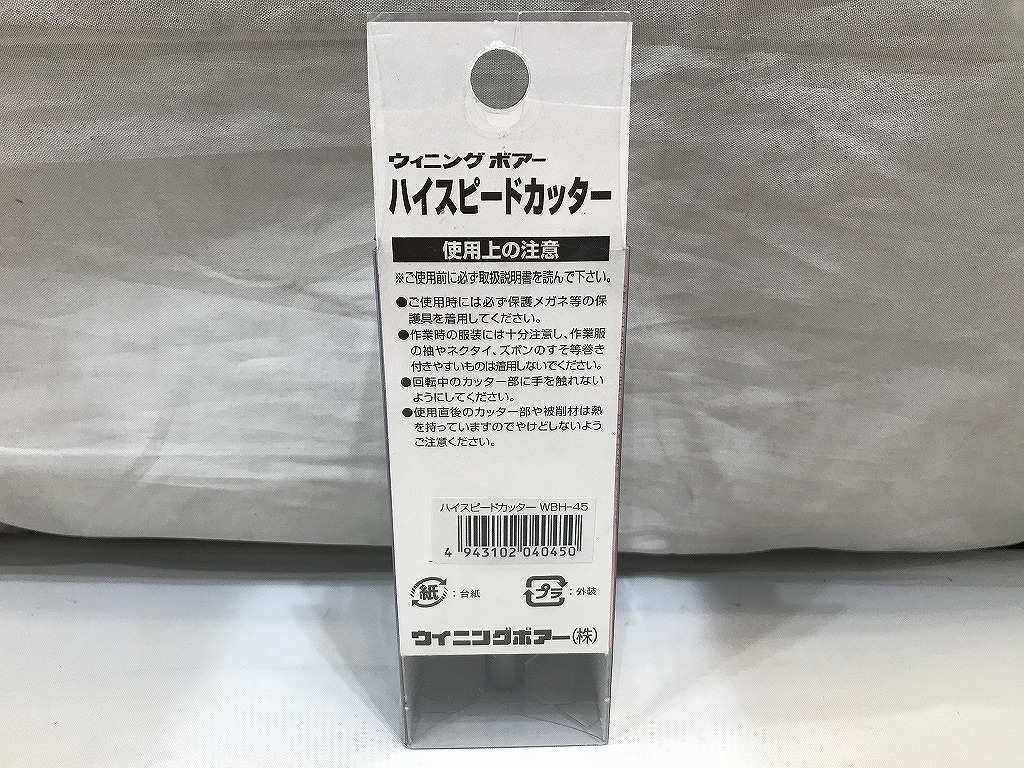 ウィニング ボアー
ハイスピードカッター
使用上の注意
※ご使用前に必ず取扱説明書を読んで下さい。
●ご使用時には必ず保護メガネ等の保
護具を着用してください。
●作業時の服装には十分注意し、作業服
の袖やネクタイ、ズボンのすそ等巻き
付きやすいものは着用しないでください。
●回転中のカッター部に手を触れない
ようにしてください。
●使用直後のカッター部や被削材は熱
を持っていますのでやけどしないよう
ご注意ください。
ハイスピードカッター WBH-45
4 943102 040450
紙 : 台紙
プラ : 外装
ウイニングボアー(株)